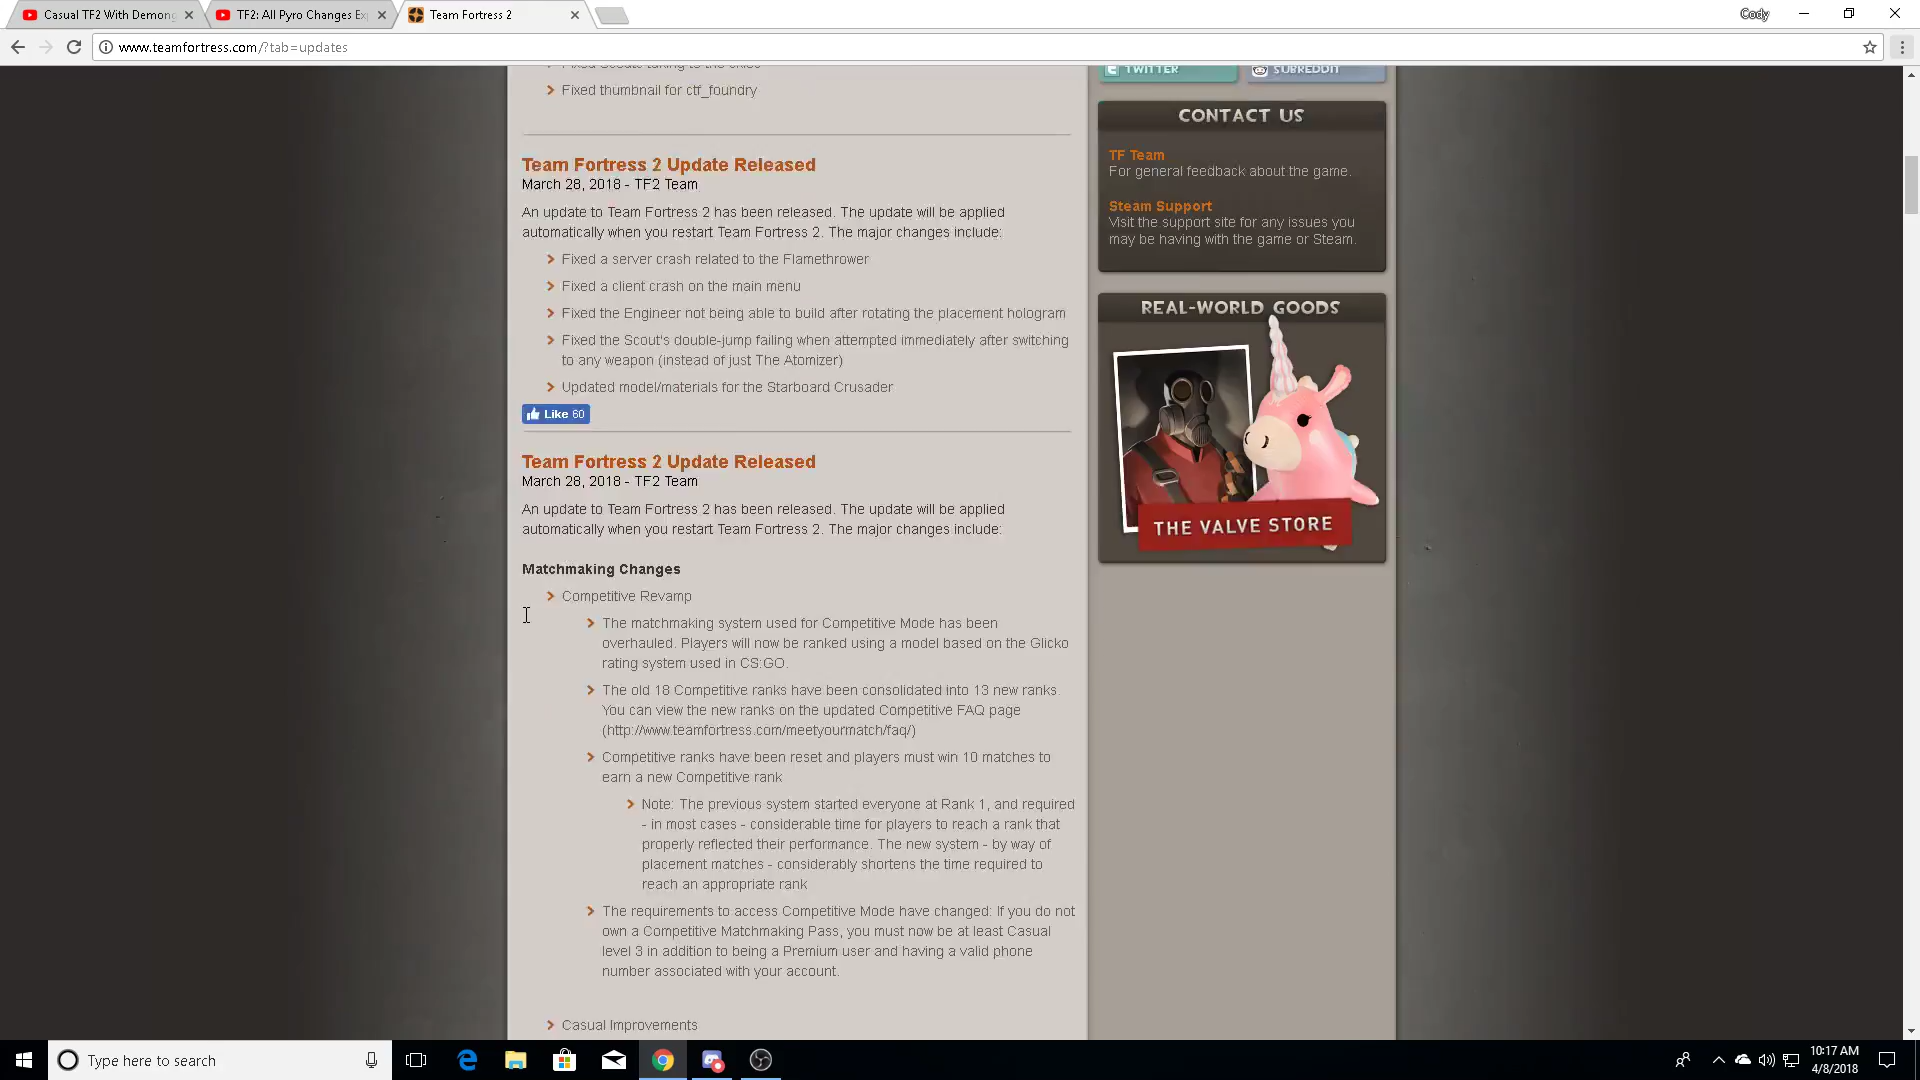 Casual TF2 With Demong
TF2: All Pyro Changes Ex
Team Fortress 2
Cody
www.teamfortress.com/?tab=updates
Fixed Scouts taking to the skies
Fixed thumbnail for ctf_foundry
TWITTER
SUBREDDIT
Team Fortress 2 Update Released
March 28, 2018 - TF2 Team
An update to Team Fortress 2 has been released. The update will be applied
automatically when you restart Team Fortress 2. The major changes include:
Fixed a server crash related to the Flamethrower
Fixed a client crash on the main menu
Fixed the Engineer not being able to build after rotating the placement hologram
Fixed the Scout's double-jump failing when attempted immediately after switching
to any weapon (instead of just The Atomizer)
Updated model/materials for the Starboard Crusader
Like 60
Team Fortress 2 Update Released
March 28, 2018 - TF2 Team
An update to Team Fortress 2 has been released. The update will be applied
automatically when you restart Team Fortress 2. The major changes include:
Matchmaking Changes
Competitive Revamp
The matchmaking system used for Competitive Mode has been
overhauled. Players will now be ranked using a model based on the Glicko
rating system used in CS:GO.
The old 18 Competitive ranks have been consolidated into 13 new ranks.
You can view the new ranks on the updated Competitive FAQ page
(http://www.teamfortress.com/meetyourmatch/faq/)
Competitive ranks have been reset and players must win 10 matches to
earn a new Competitive rank
Note: The previous system started everyone at Rank 1, and required
- in most cases - considerable time for players to reach a rank that
properly reflected their performance. The new system - by way of
placement matches - considerably shortens the time required to
reach an appropriate rank
The requirements to access Competitive Mode have changed: If you do not
own a Competitive Matchmaking Pass, you must now be at least Casual
level 3 in addition to being a Premium user and having a valid phone
number associated with your account.
Casual Improvements
CONTACT US
TF Team
For general feedback about the game.
Steam Support
Visit the support site for any issues you
may be having with the game or Steam.
REAL-WORLD GOODS
THE VALVE STORE
Type here to search
10:17 AM
4/8/2018